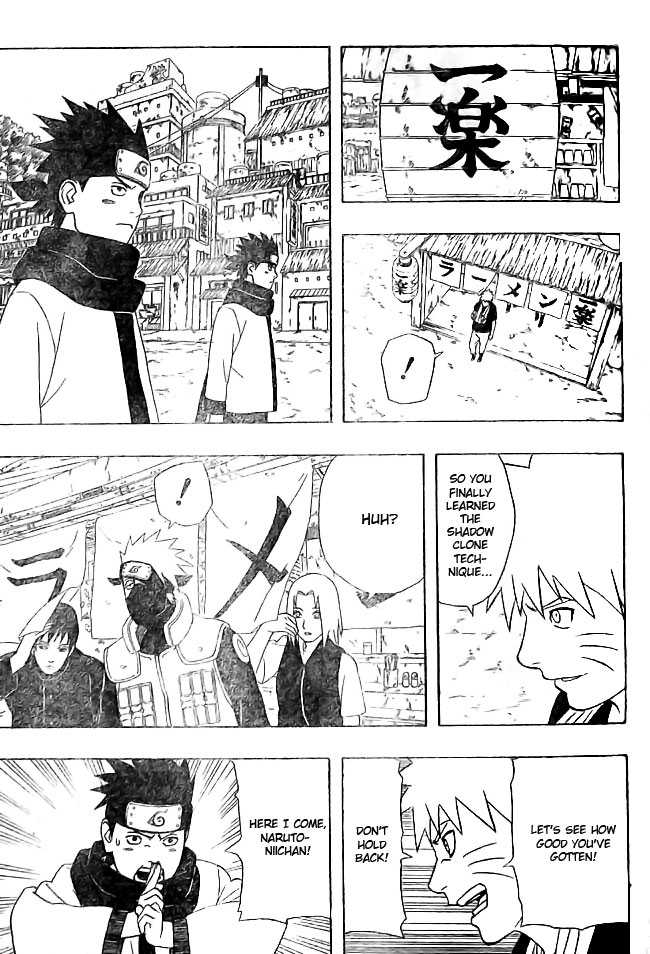 一
楽
ラーメン一楽
!
SO YOU
FINALLY
LEARNED
THE
SHADOW
CLONE
TECH-
NIQUE...
HUH?
!
ラ
メ
LET'S SEE HOW
GOOD YOU'VE
GOTTEN!
DON'T
HOLD
BACK!
HERE I COME,
NARUTO-
NIICHAN!